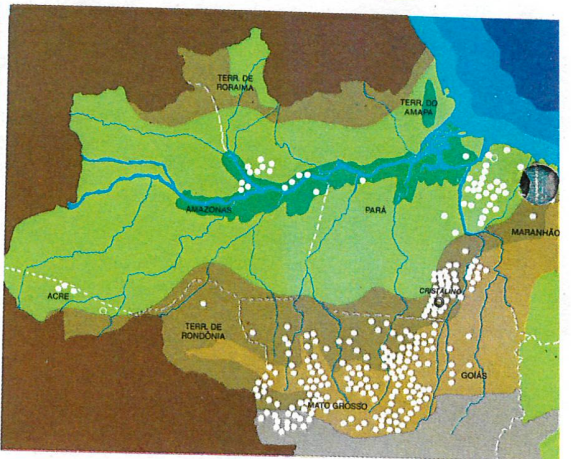 TERR. DE
RORAIMA
TERR. DO
AMAPÁ
AMAZONAS
PARÁ
MARANHÃO
ACRE
CRISTALINO
TERR. DE
RONDÔNIA
GOIÁS
MATO GROSSO